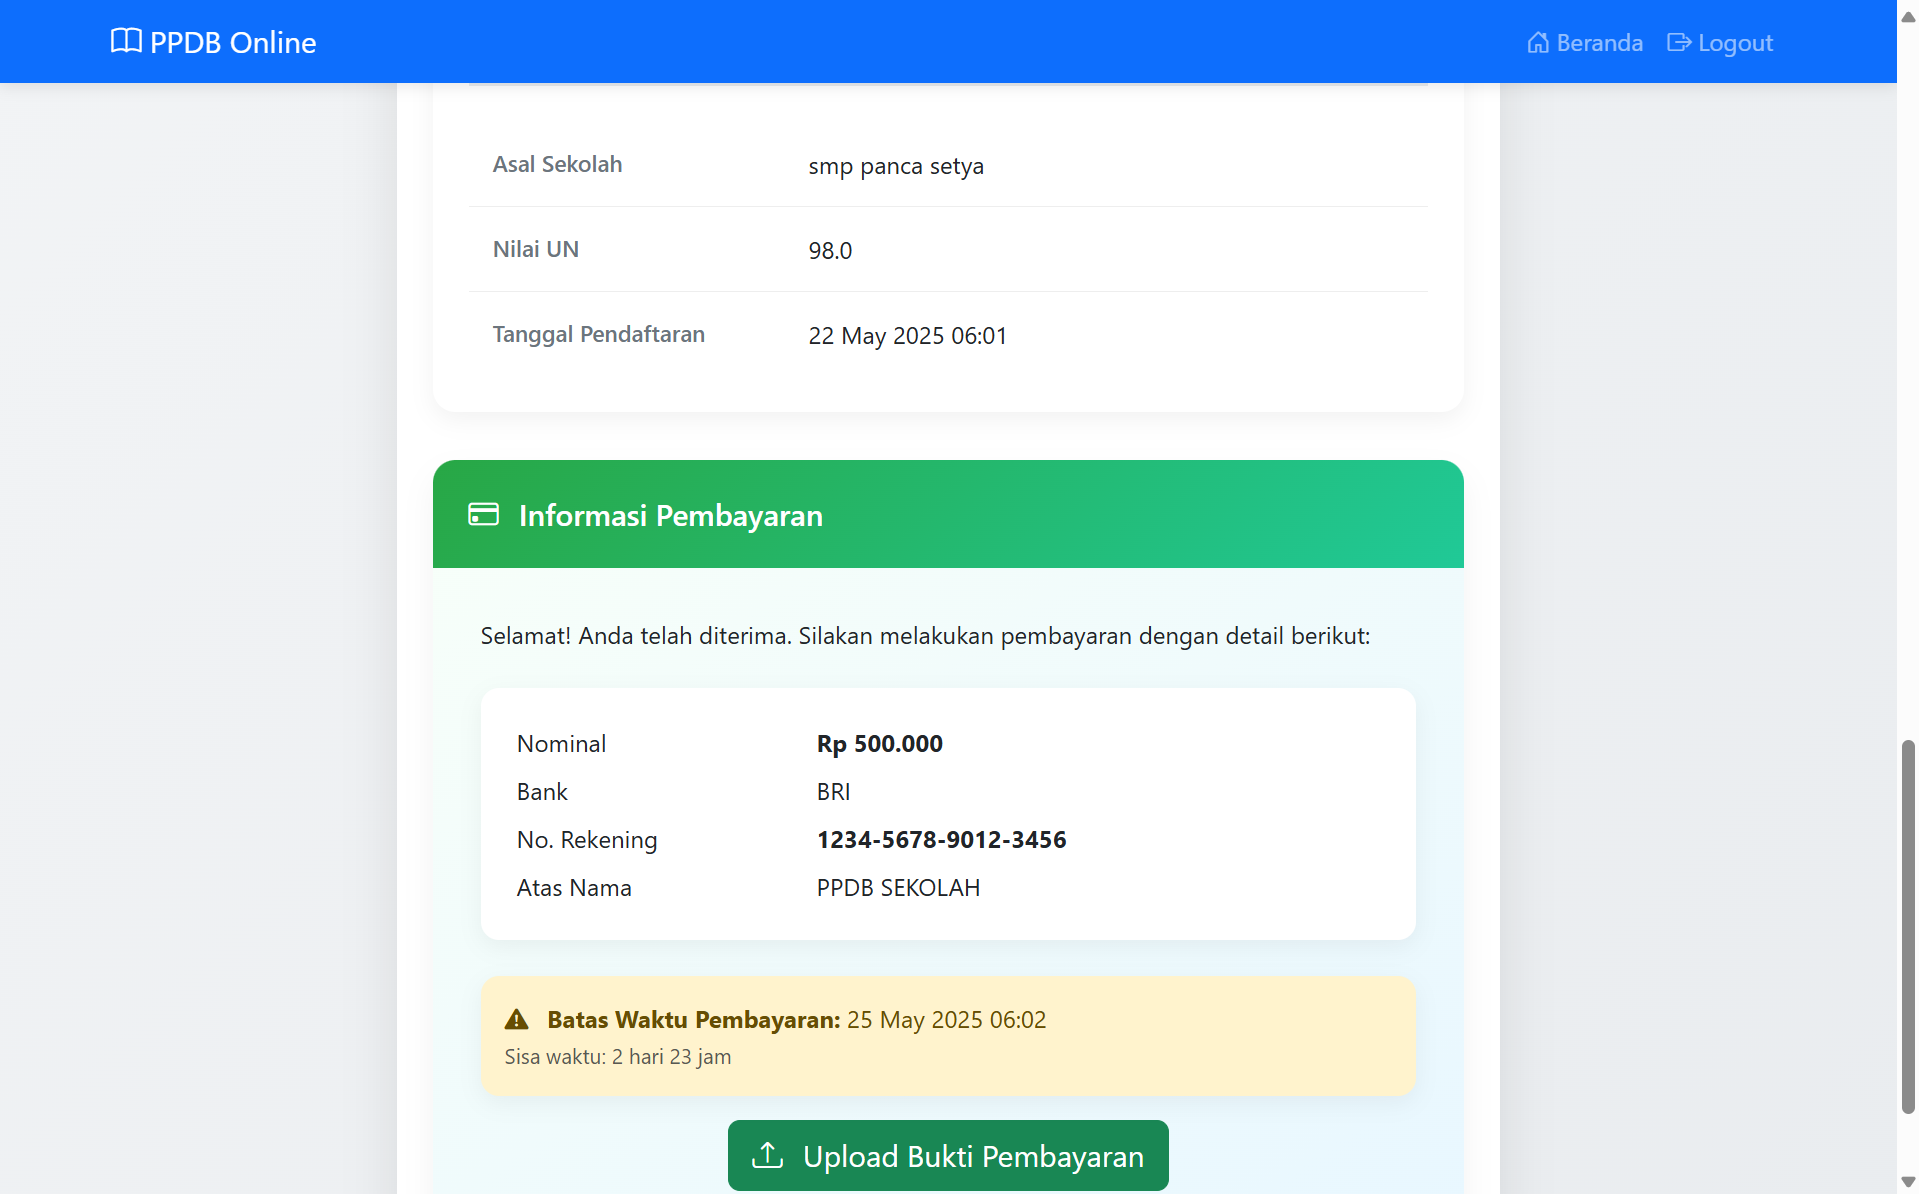 PPDB Online
Beranda
Logout
Asal Sekolah smp panca setya
Nilai UN 98.0
Tanggal Pendaftaran 22 May 2025 06:01
Informasi Pembayaran
Selamat! Anda telah diterima. Silakan melakukan pembayaran dengan detail berikut:
Nominal Rp 500.000
Bank BRI
No. Rekening 1234-5678-9012-3456
Atas Nama PPDB SEKOLAH
Batas Waktu Pembayaran: 25 May 2025 06:02
Sisa waktu: 2 hari 23 jam
Upload Bukti Pembayaran